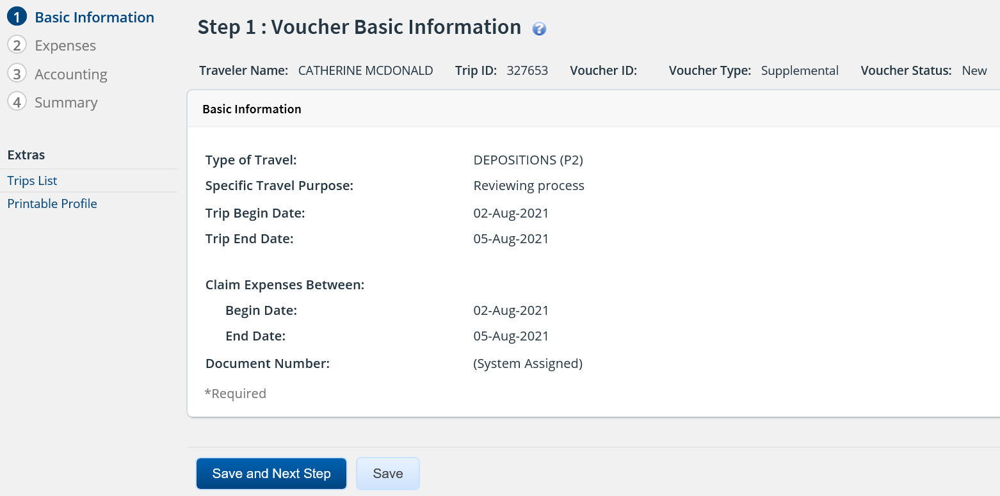 1 Basic Information
2 Expenses
3 Accounting
4 Summary
Extras
Trips List
Printable Profile
Step 1 : Voucher Basic Information ?
Traveler Name: CATHERINE MCDONALD Trip ID: 327653 Voucher ID: Voucher Type: Supplemental Voucher Status: New
Basic Information
Type of Travel: DEPOSITIONS (P2)
Specific Travel Purpose: Reviewing process
Trip Begin Date: 02-Aug-2021
Trip End Date: 05-Aug-2021
Claim Expenses Between:
Begin Date: 02-Aug-2021
End Date: 05-Aug-2021
Document Number: (System Assigned)
*Required
Save and Next Step Save